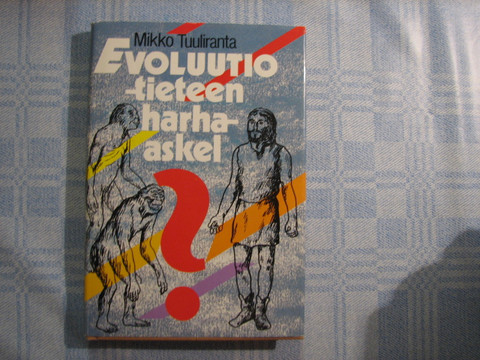 Mikko Tuuliranta
EVOLUUTIO
-tieteen
harha-
askel
?